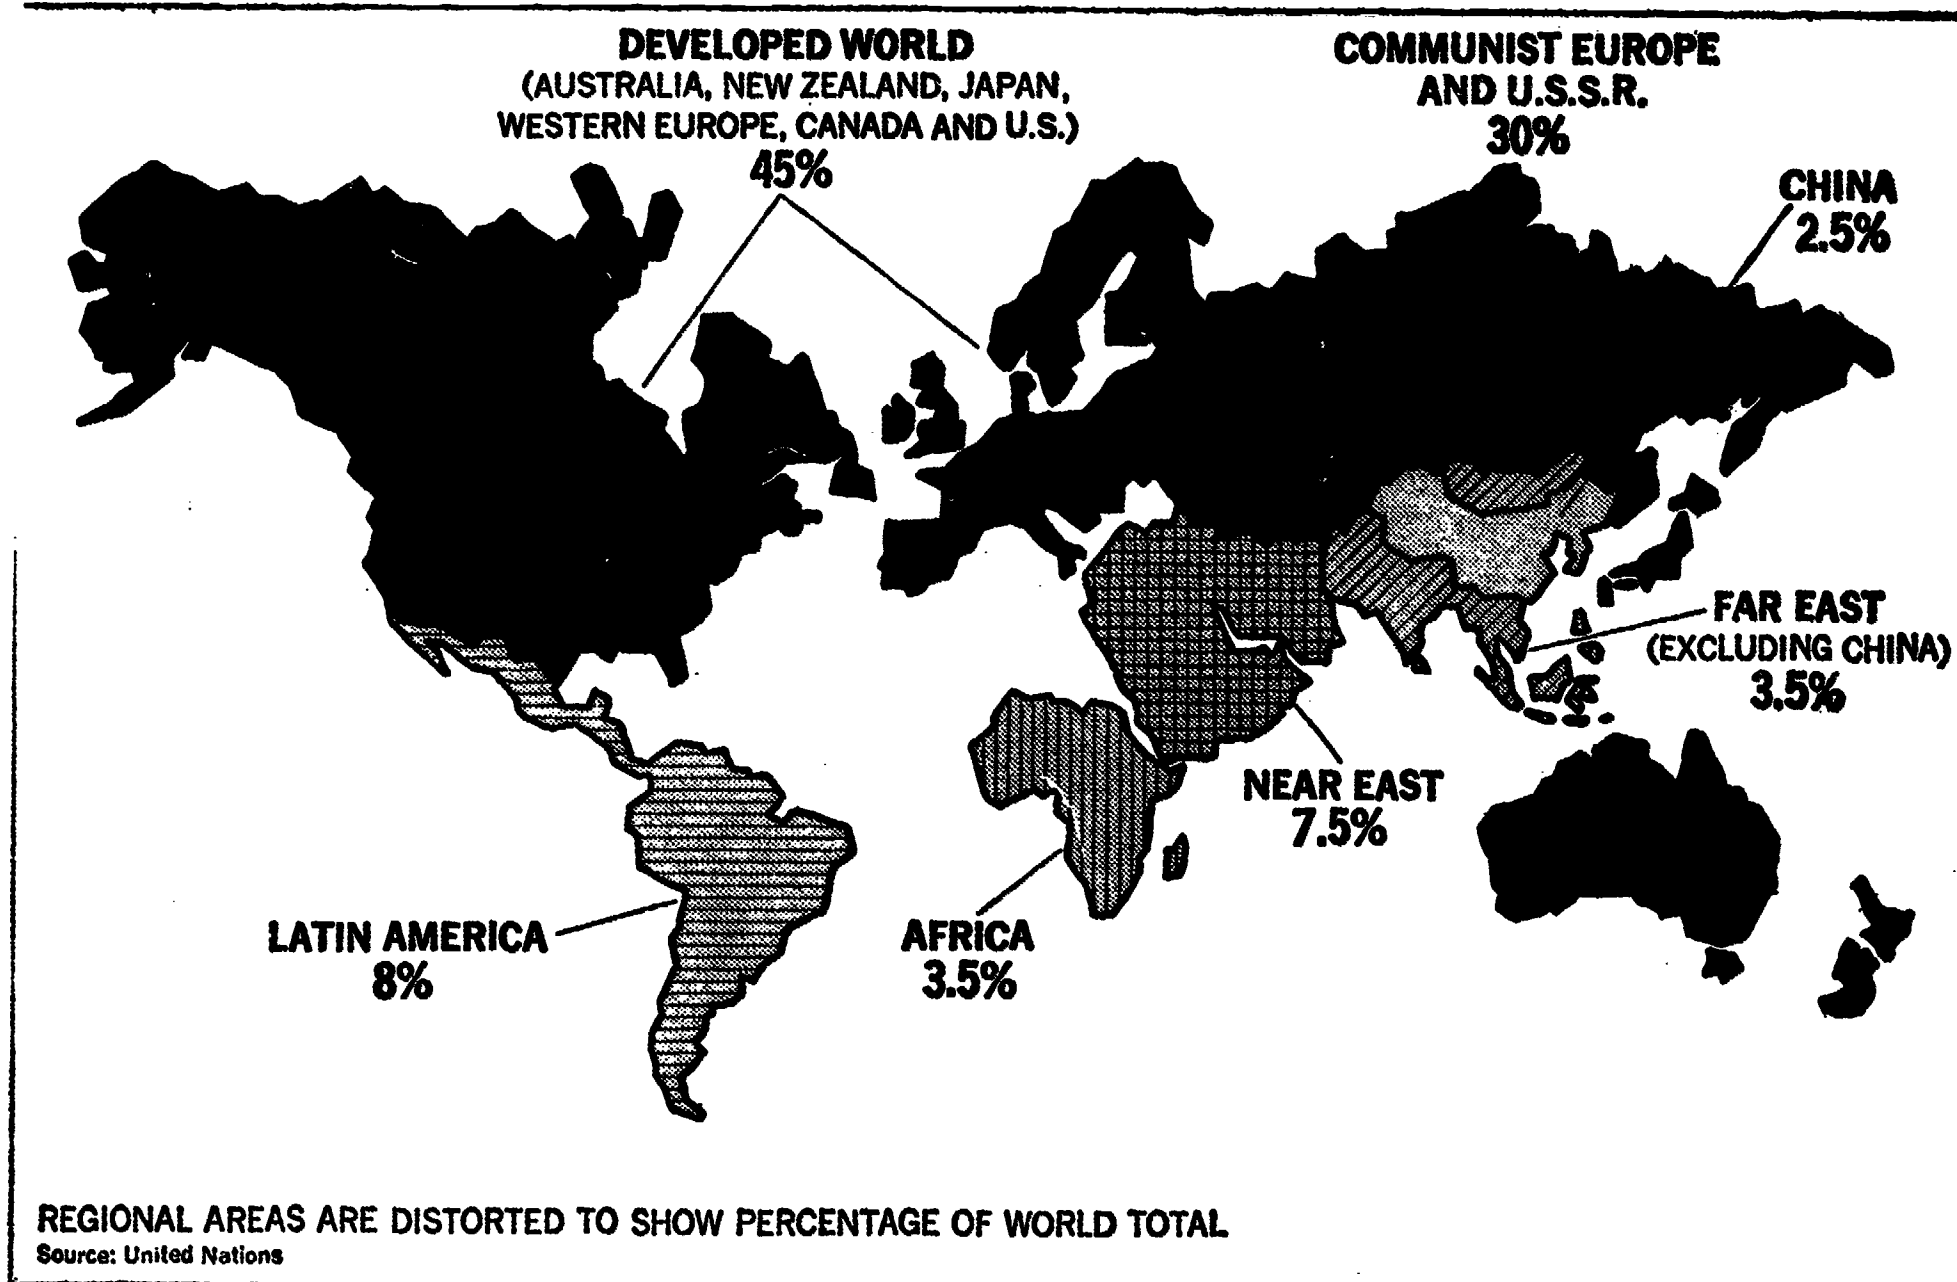 DEVELOPED WORLD
(AUSTRALIA, NEW ZEALAND, JAPAN,
WESTERN EUROPE, CANADA AND U.S.)
45%
COMMUNIST EUROPE
AND U.S.S.R.
30%
CHINA
2.5%
FAR EAST
(EXCLUDING CHINA)
3.5%
NEAR EAST
7.5%
LATIN AMERICA
8%
AFRICA
3.5%
REGIONAL AREAS ARE DISTORTED TO SHOW PERCENTAGE OF WORLD TOTAL
Source: United Nations